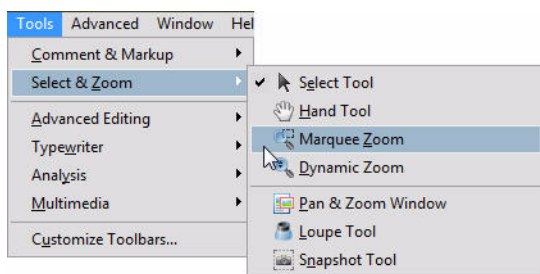 Tools Advanced Window Hel
Comment & Markup
Select & Zoom
Advanced Editing
Typewriter
Analysis
Multimedia
Customize Toolbars...
Select Tool
Hand Tool
Marquee Zoom
Dynamic Zoom
Pan & Zoom Window
Loupe Tool
Snapshot Tool